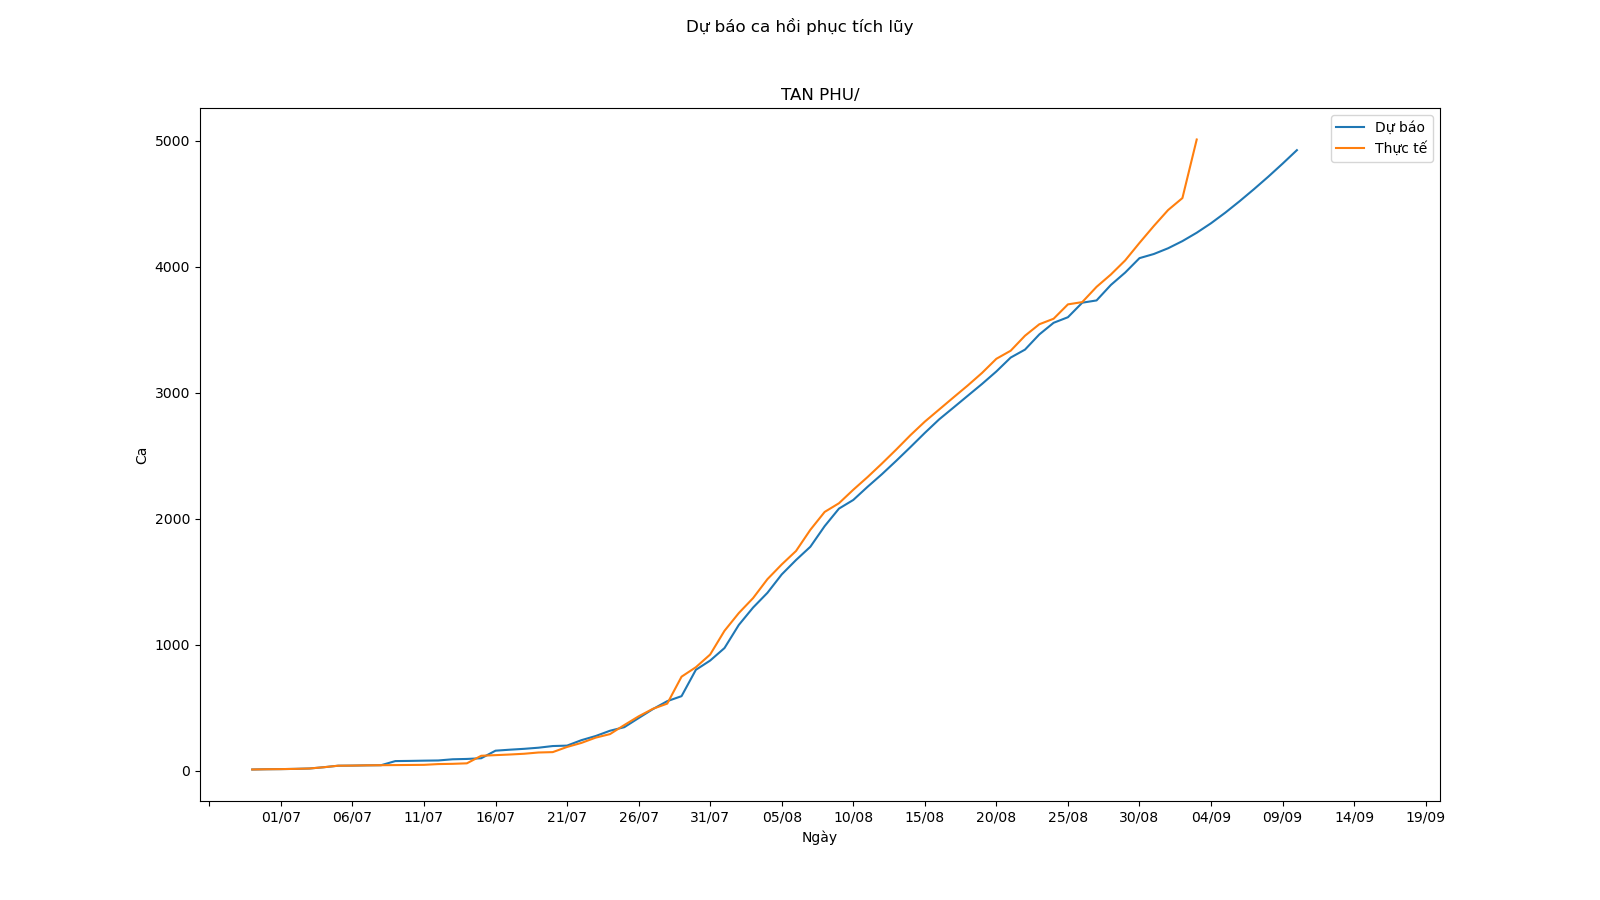 Dự báo ca hồi phục tích lũy
TAN PHU/
Dự báo
Thực tế
5000
4000
3000
2000
1000
0
Ca
01/07 06/07 11/07 16/07 21/07 26/07 31/07 05/08 10/08 15/08 20/08 25/08 30/08 04/09 09/09 14/09 19/09
Ngày